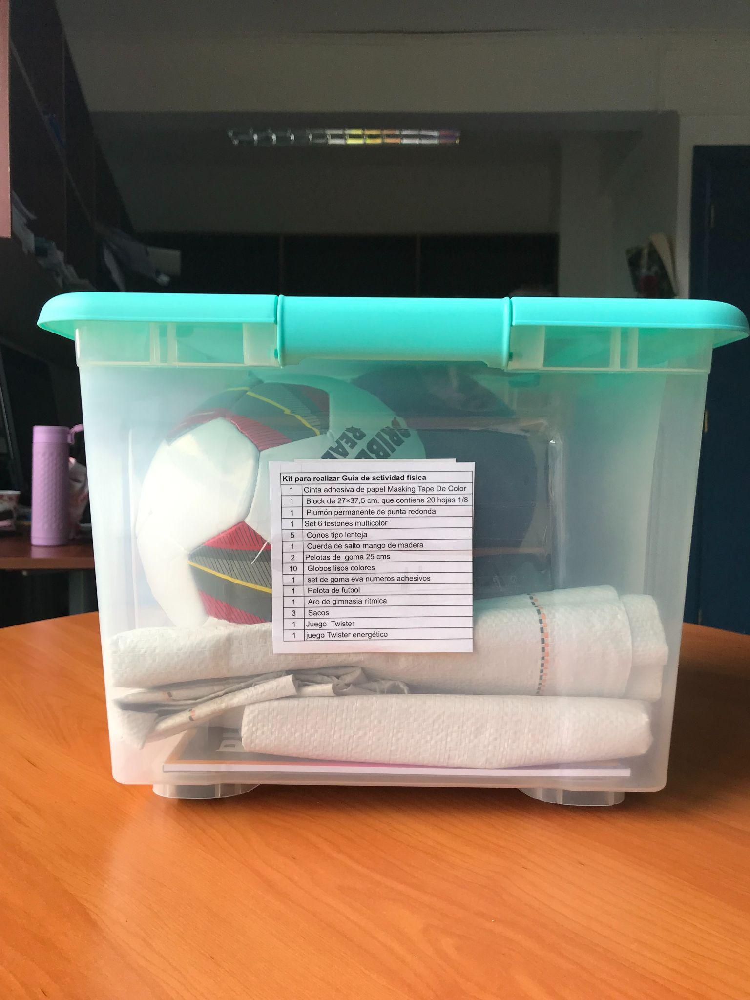 REAL
Kit para realizar Guia de actividad física
1 Cinta adhesiva de papel Masking Tape De Color
1 Block de 27×37,5 cm. que contiene 20 hojas 1/8
1 Plumón permanente de punta redonda
1 Set 6 festones multicolor
5 Conos tipo lenteja
1 Cuerda de salto mango de madera
2 Pelotas de goma 25 cms
10 Globos lisos colores
1 set de goma eva numeros adhesivos
1 Pelota de futbol
1 Aro de gimnasia rítmica
3 Sacos
1 Juego Twister
1 juego Twister energético